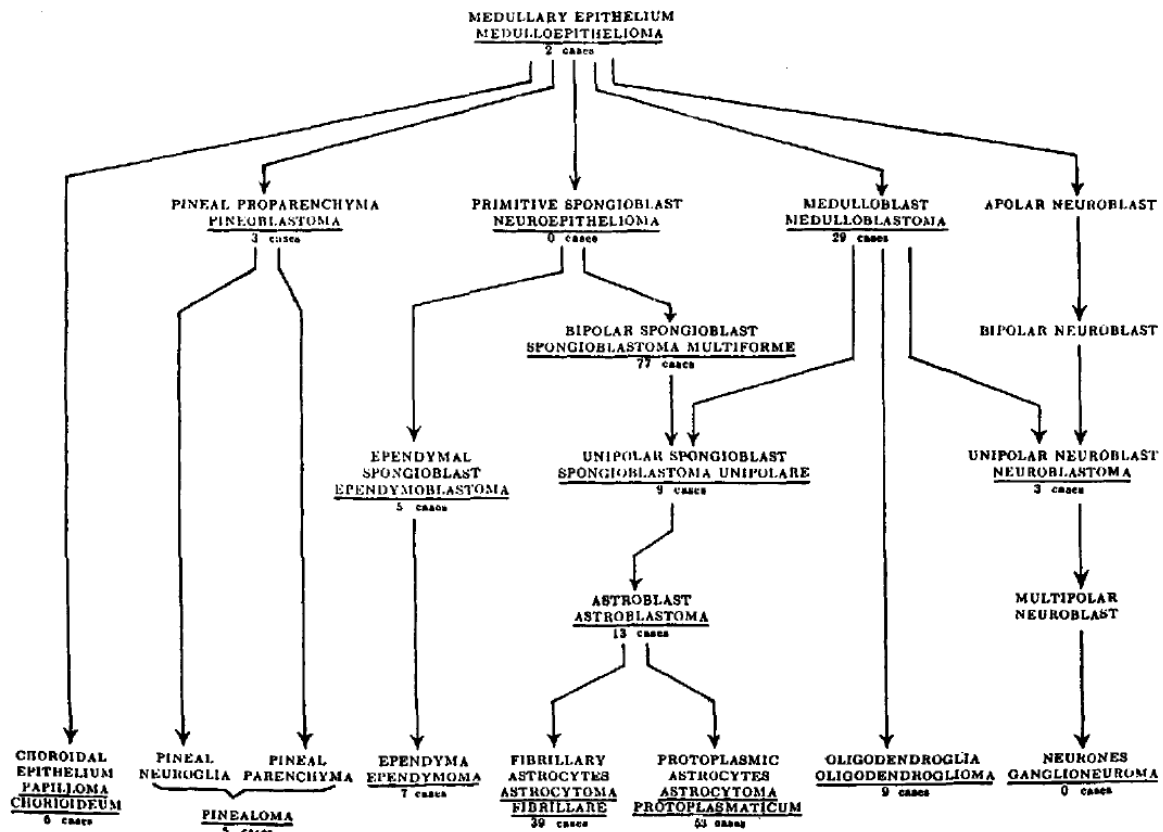 MEDULLARY EPITHELIUM
MEDULLOEPITHELIOMA
2 cases
PINEAL PROPARENCHYMA
PINEOBLASTOMA
3 cases
PRIMITIVE SPONGIOBLAST
NEUROEPITHELIOMA
0 cases
MEDULLOBLAST
MEDULLOBLASTOMA
29 cases
APOLAR NEUROBLAST
BIPOLAR SPONGIOBLAST
SPONGIOBLASTOMA MULTIFORME
77 cases
BIPOLAR NEUROBLAST
EPENDYMAL
SPONGIOBLAST
EPENDYMOBLASTOMA
5 cases
UNIPOLAR SPONGIOBLAST
SPONGIOBLASTOMA UNIPOLARE
9 cases
UNIPOLAR NEUROBLAST
NEUROBLASTOMA
3 cases
ASTROBLAST
ASTROBLASTOMA
13 cases
MULTIPOLAR
NEUROBLAST
CHOROIDAL
EPITHELIUM
PAPILLOMA
CHORIOIDEUM
6 cases
PINEAL
NEUROGLIA
PINEAL
PARENCHYMA
PINEALOMA
5 cases
EPENDYMA
EPENDYMOMA
7 cases
FIBRILLARY
ASTROCYTES
ASTROCYTOMA
FIBRILLARE
39 cases
PROTOPLASMIC
ASTROCYTES
ASTROCYTOMA
PROTOPLASMATICUM
53 cases
OLIGODENDROGLIA
OLIGODENDROGLIOMA
9 cases
NEURONES
GANGLIONEUROMA
0 cases